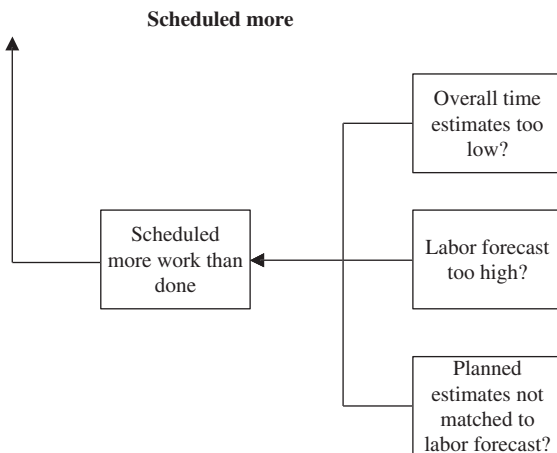 Scheduled more
Overall time
estimates too
low?
Scheduled
more work than
done
Labor forecast
too high?
Planned
estimates not
matched to
labor forecast?